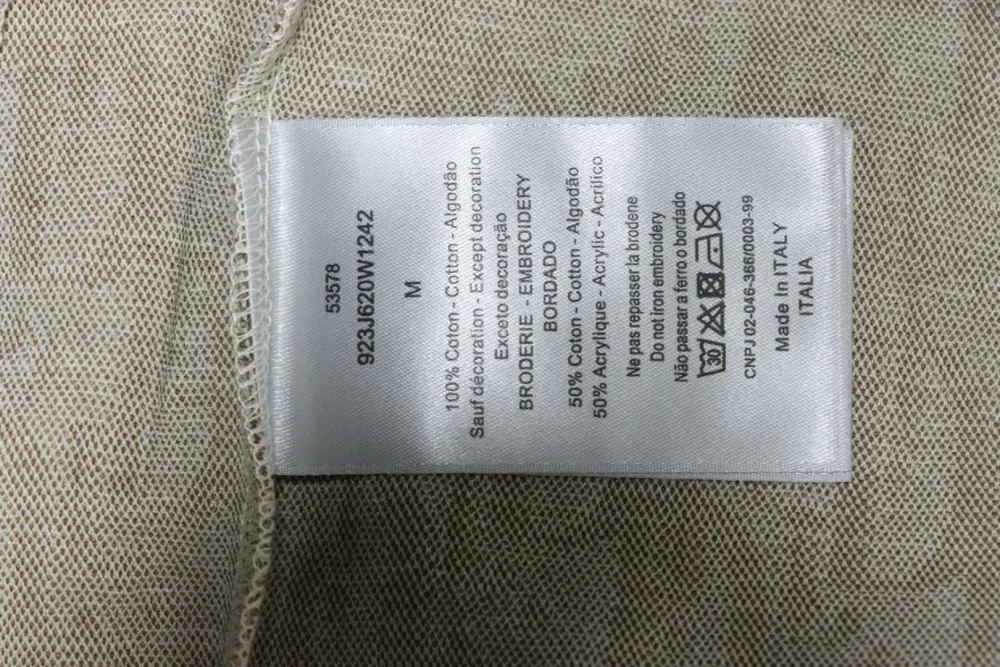 53578
923J620W1242
M
100% Coton - Cotton - Algodão
Sauf décoration - Except decoration
Exceto decoração
BRODERIE - EMBROIDERY
BORDADO
50% Coton - Cotton - Algodão
50% Acrylique - Acrylic - Acrilico
Ne pas repasser la brodene
Do not iron embroidery
Não passar a ferro o bordado
30
CNPJ 02-046-366/0003-99
Made In ITALY
ITALIA